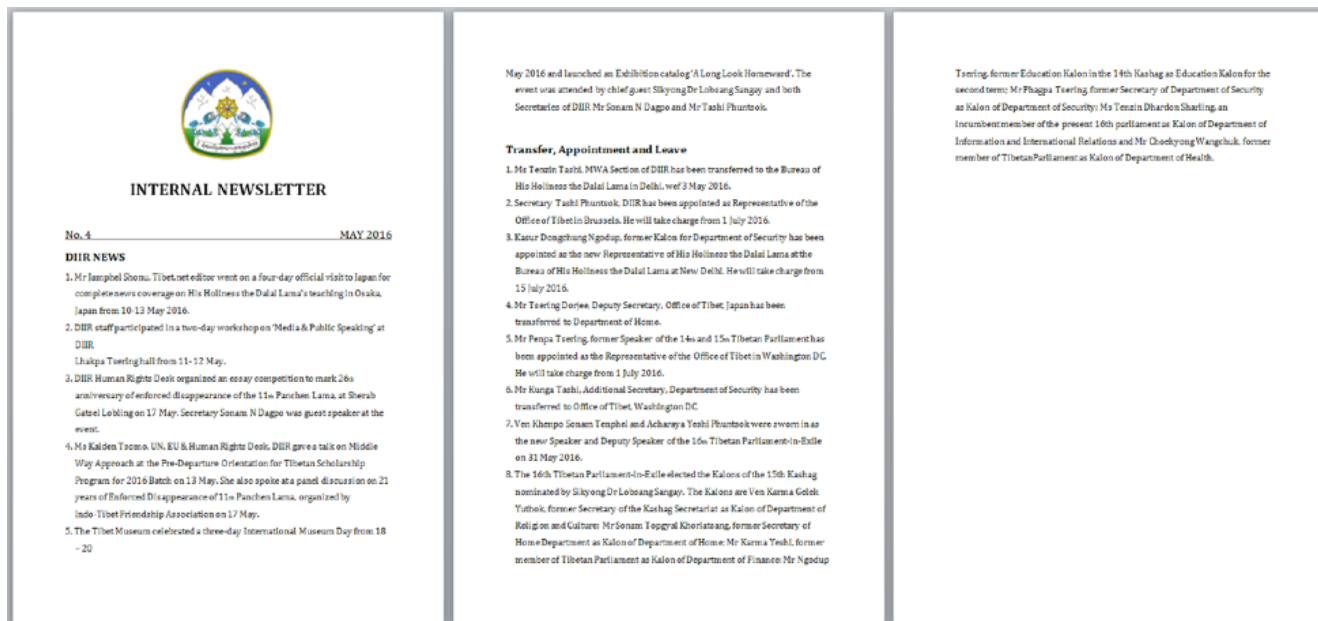 INTERNAL NEWSLETTER
No. 4 MAY 2016
DIIR NEWS
1. Mr Jamphel Shonu, Tibet.net editor went on a four-day official visit to Japan for
complete news coverage on His Holiness the Dalai Lama's teaching in Osaka,
Japan from 10-13 May 2016.
2. DIIR staff participated in a two-day workshop on 'Media & Public Speaking' at
DIIR
Lhakpa Tsering hall from 11-12 May.
3. DIIR Human Rights Desk organized an essay competition to mark 26th
anniversary of enforced disappearance of the 11th Panchen Lama, at Sherab
Gatsel Lobling on 17 May. Secretary Sonam N Dagpo was guest speaker at the
event.
4. Ms Kalden Tsomo, UN, EU & Human Rights Desk, DIIR gave a talk on Middle
Way Approach at the Pre-Departure Orientation for Tibetan Scholarship
Program for 2016 Batch on 13 May. She also spoke at a panel discussion on 21
years of Enforced Disappearance of 11th Panchen Lama, organized by
Indo-Tibet Friendship Association on 17 May.
5. The Tibet Museum celebrated a three-day International Museum Day from 18
– 20
May 2016 and launched an Exhibition catalog 'A Long Look Homeward'. The
event was attended by chief guest Sikyong Dr Lobsang Sangay and both
Secretaries of DIIR Mr Sonam N Dagpo and Mr Tashi Phuntsok.
Transfer, Appointment and Leave
1. Ms Tenzin Tashi, MWA Section of DIIR has been transferred to the Bureau of
His Holiness the Dalai Lama in Delhi, wef 3 May 2016.
2. Secretary Tashi Phuntsok, DIIR has been appointed as Representative of the
Office of Tibet in Brussels. He will take charge from 1 July 2016.
3. Kasur Dongchung Ngodup, former Kalon for Department of Security has been
appointed as the new Representative of His Holiness the Dalai Lama at the
Bureau of His Holiness the Dalai Lama at New Delhi. He will take charge from
15 July 2016.
4. Mr Tsering Dorjee, Deputy Secretary, Office of Tibet, Japan has been
transferred to Department of Home.
5. Mr Penpa Tsering, former Speaker of the 14th and 15th Tibetan Parliament has
been appointed as the Representative of the Office of Tibet in Washington DC.
He will take charge from 1 July 2016.
6. Mr Kunga Tashi, Additional Secretary, Department of Security has been
transferred to Office of Tibet, Washington DC.
7. Ven Khenpo Sonam Tenphel and Acharaya Yeshi Phuntsok were sworn in as
the new Speaker and Deputy Speaker of the 16th Tibetan Parliament-in-Exile
on 31 May 2016.
8. The 16th Tibetan Parliament-in-Exile elected the Kalons of the 15th Kashag
nominated by Sikyong Dr Lobsang Sangay. The Kalons are Ven Karma Gelek
Yuthok, former Secretary of the Kashag Secretariat as Kalon of Department of
Religion and Culture; Mr Sonam Topgyal Khorlatsang, former Secretary of
Home Department as Kalon of Department of Home; Mr Karma Yeshi, former
member of Tibetan Parliament as Kalon of Department of Finance; Mr Ngodup
Tsering, former Education Kalon in the 14th Kashag as Education Kalon for the
second term; Mr Phagpa Tsering, former Secretary of Department of Security
as Kalon of Department of Security; Ms Tenzin Dhardon Sharling, an
incumbent member of the present 16th parliament as Kalon of Department of
Information and International Relations and Mr Choekyong Wangchuk, former
member of Tibetan Parliament as Kalon of Department of Health.